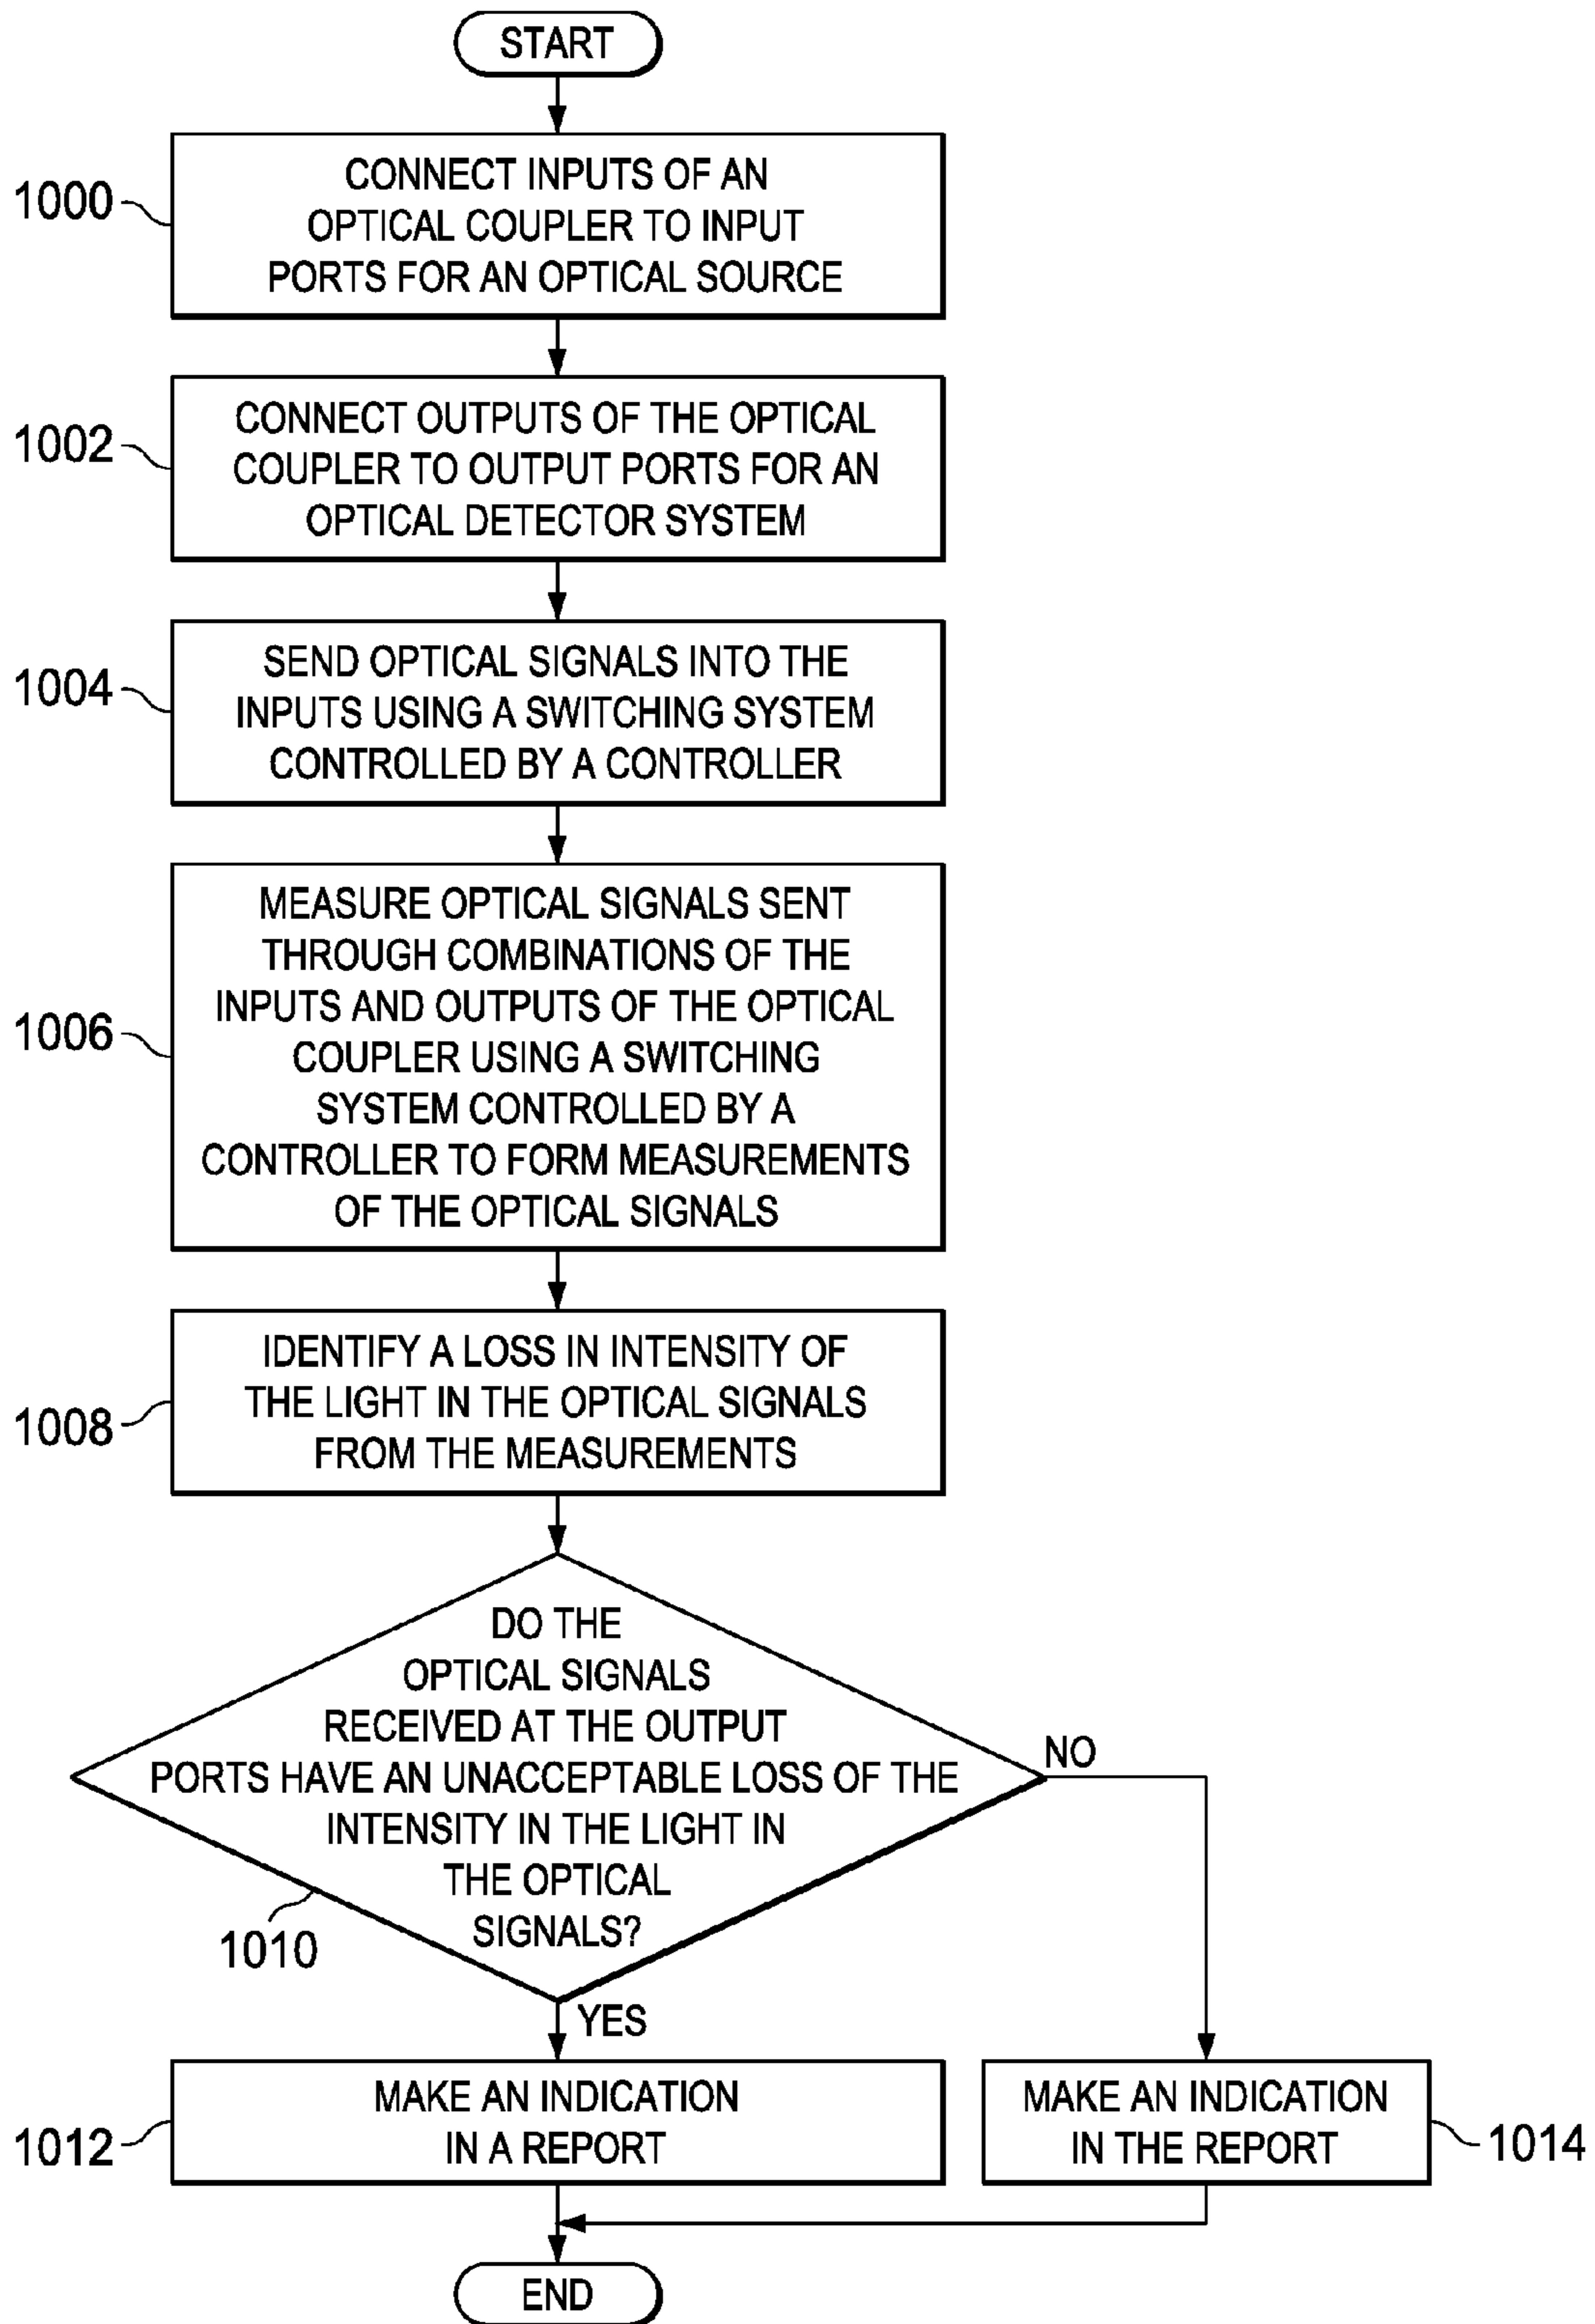 START
1000
CONNECT INPUTS OF AN
OPTICAL COUPLER TO INPUT
PORTS FOR AN OPTICAL SOURCE
1002
CONNECT OUTPUTS OF THE OPTICAL
COUPLER TO OUTPUT PORTS FOR AN
OPTICAL DETECTOR SYSTEM
1004
SEND OPTICAL SIGNALS INTO THE
INPUTS USING A SWITCHING SYSTEM
CONTROLLED BY A CONTROLLER
1006
MEASURE OPTICAL SIGNALS SENT
THROUGH COMBINATIONS OF THE
INPUTS AND OUTPUTS OF THE OPTICAL
COUPLER USING A SWITCHING
SYSTEM CONTROLLED BY A
CONTROLLER TO FORM MEASUREMENTS
OF THE OPTICAL SIGNALS
1008
IDENTIFY A LOSS IN INTENSITY OF
THE LIGHT IN THE OPTICAL SIGNALS
FROM THE MEASUREMENTS
DO THE
OPTICAL SIGNALS
RECEIVED AT THE OUTPUT
PORTS HAVE AN UNACCEPTABLE LOSS OF THE
INTENSITY IN THE LIGHT IN
THE OPTICAL
SIGNALS?
1010
NO
YES
1012
MAKE AN INDICATION
IN A REPORT
MAKE AN INDICATION
IN THE REPORT
1014
END